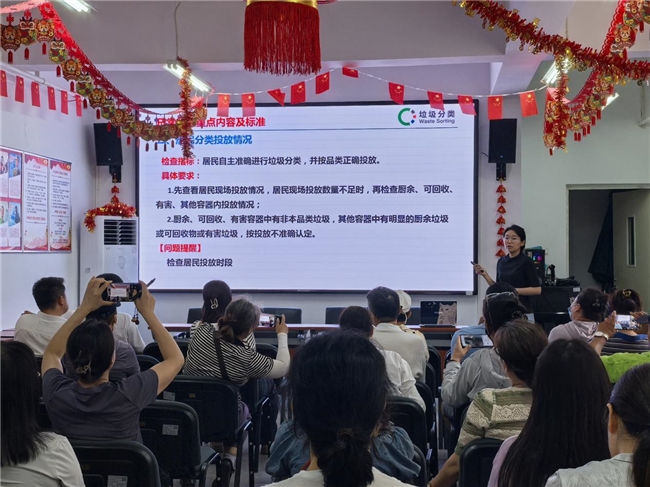 点内容及标准
垃圾分类
Waste Sorting
分类投放情况
检查指标：居民自主准确进行垃圾分类，并按品类正确投放。
具体要求：
1.先查看居民现场投放情况，居民现场投放数量不足时，再检查厨余、可回收、
有害、其他容器内投放情况；
2.厨余、可回收、有害容器中有非本品类垃圾，其他容器中有明显的厨余垃圾
或可回收物或有害垃圾，按投放不准确认定。
【问题提醒】
检查居民投放时段